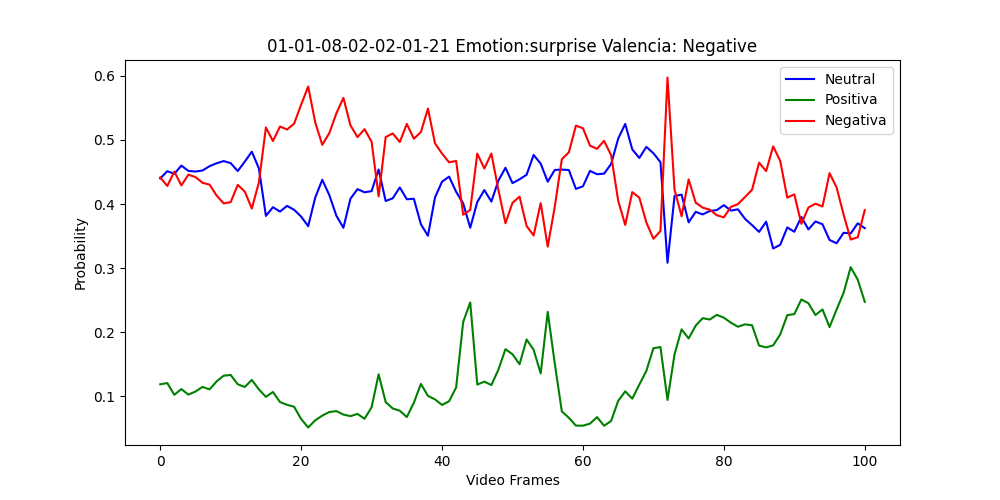 01-01-08-02-02-01-21 Emotion:surprise Valencia: Negative
Neutral
Positiva
Negativa
0.6
0.5
0.4
0.3
0.2
0.1
Probability
0 20 40 60 80 100
Video Frames